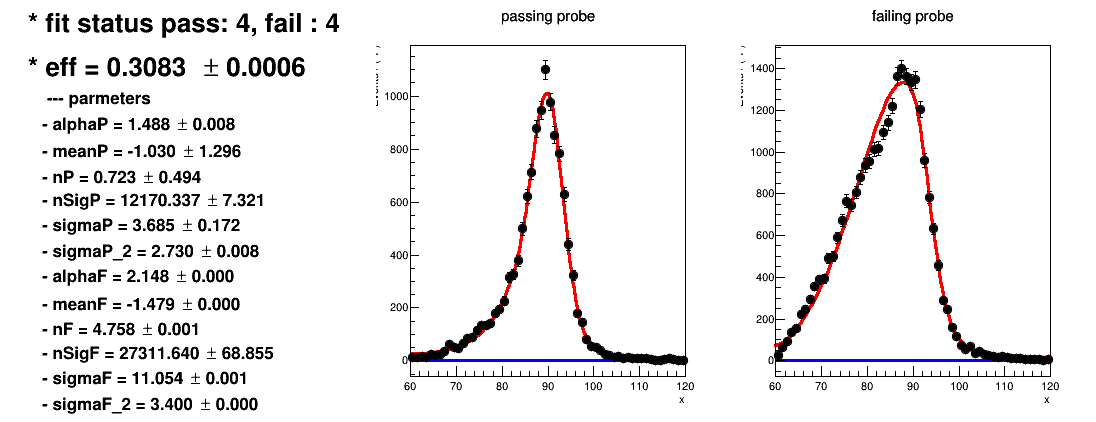 * fit status pass: 4, fail : 4
* eff = 0.3083 ± 0.0006
--- parmeters
- alphaP = 1.488 ± 0.008
- meanP = -1.030 ± 1.296
- nP = 0.723 ± 0.494
- nSigP = 12170.337 ± 7.321
- sigmaP = 3.685 ± 0.172
- sigmaP_2 = 2.730 ± 0.008
- alphaF = 2.148 ± 0.000
- meanF = -1.479 ± 0.000
- nF = 4.758 ± 0.001
- nSigF = 27311.640 ± 68.855
- sigmaF = 11.054 ± 0.001
- sigmaF_2 = 3.400 ± 0.000
passing probe
1000
800
600
400
200
0
60 70 80 90 100 110 120
x
failing probe
1400
1200
1000
800
600
400
200
0
60 70 80 90 100 110 120
x